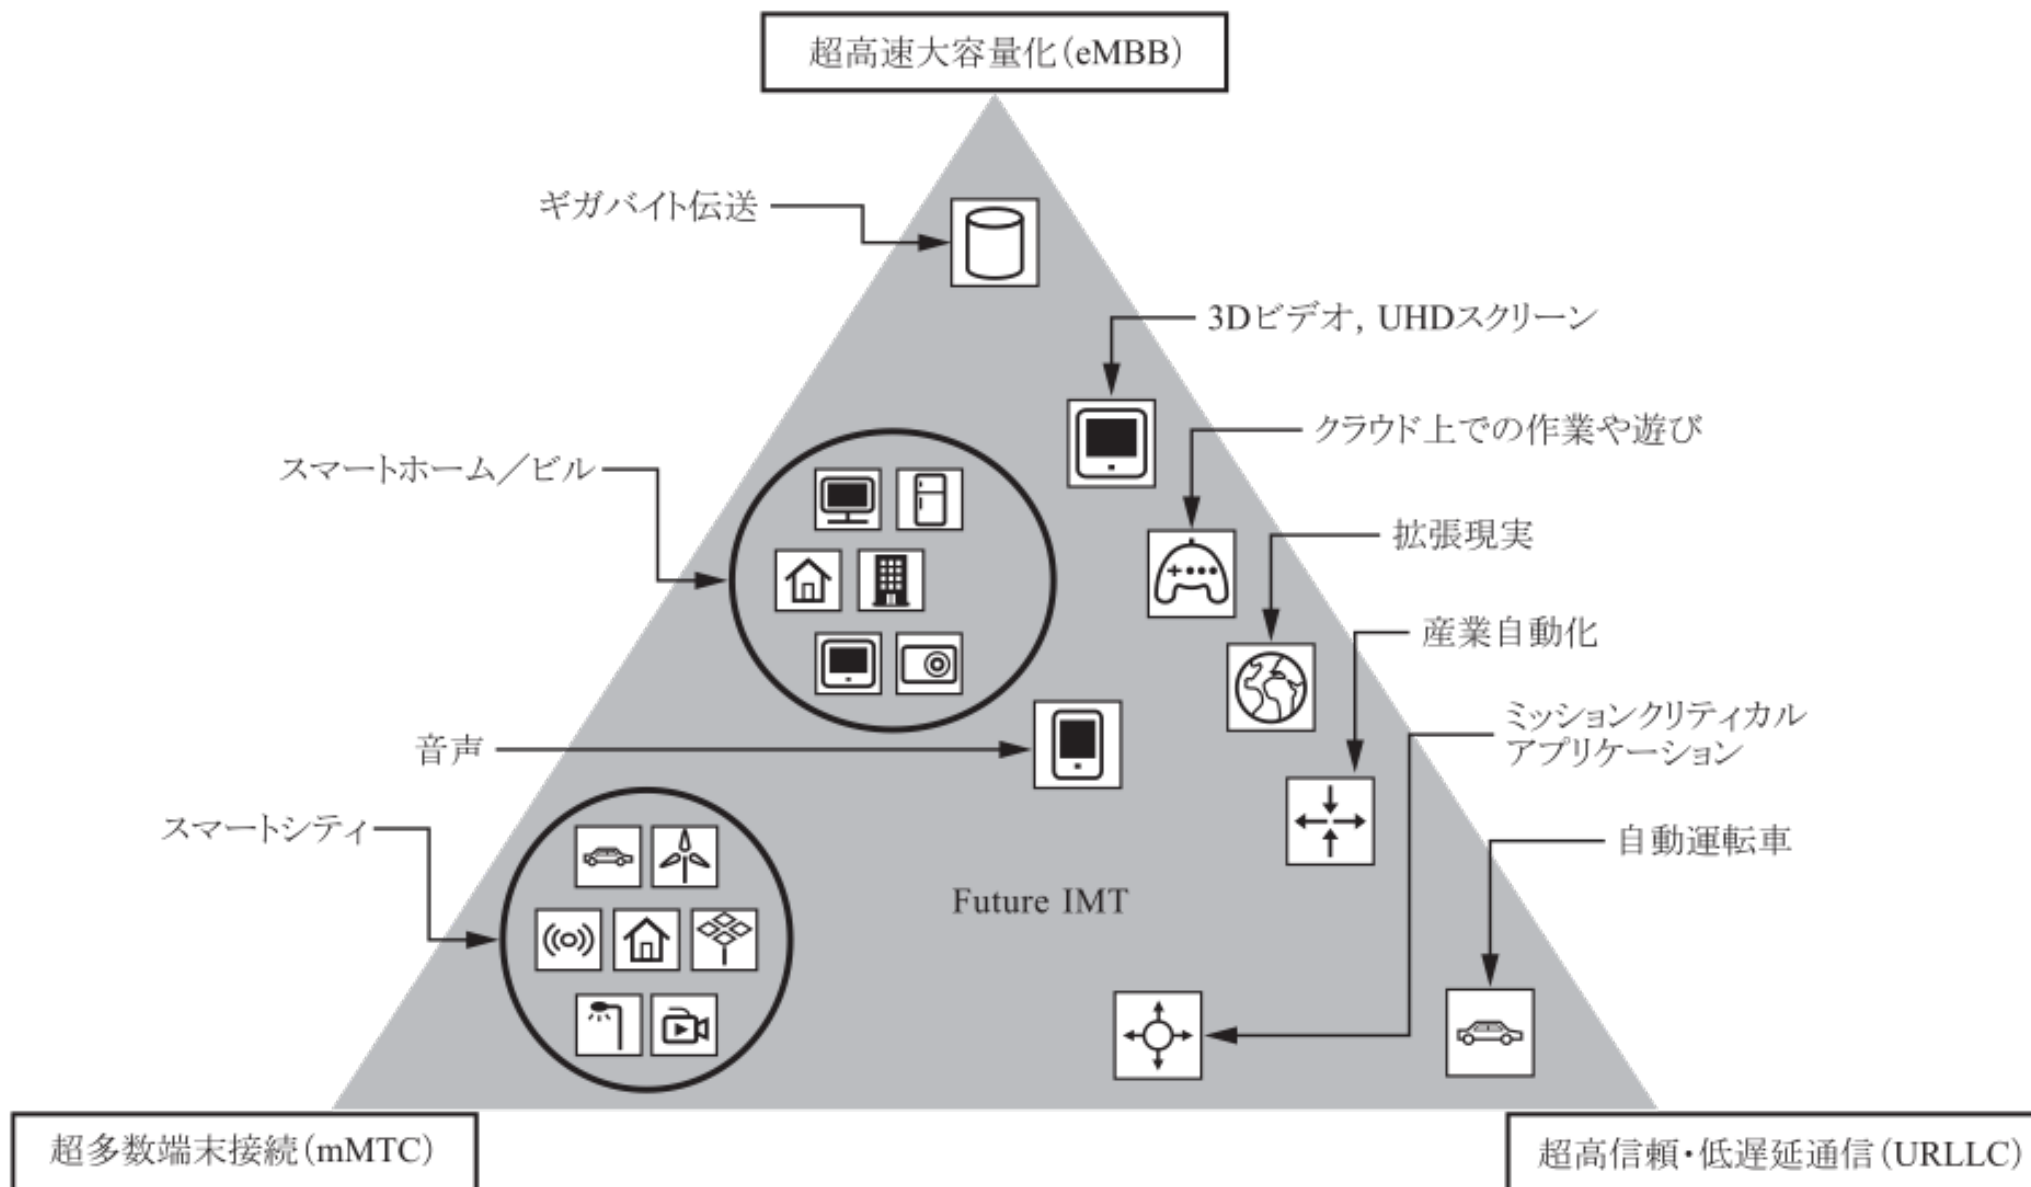 超高速大容量化(eMBB)
ギガバイト伝送
3Dビデオ, UHDスクリーン
クラウド上での作業や遊び
スマートホーム／ビル
拡張現実
産業自動化
ミッションクリティカル
アプリケーション
音声
スマートシティ
自動運転車
Future IMT
超多数端末接続(mMTC)
超高信頼・低遅延通信(URLLC)